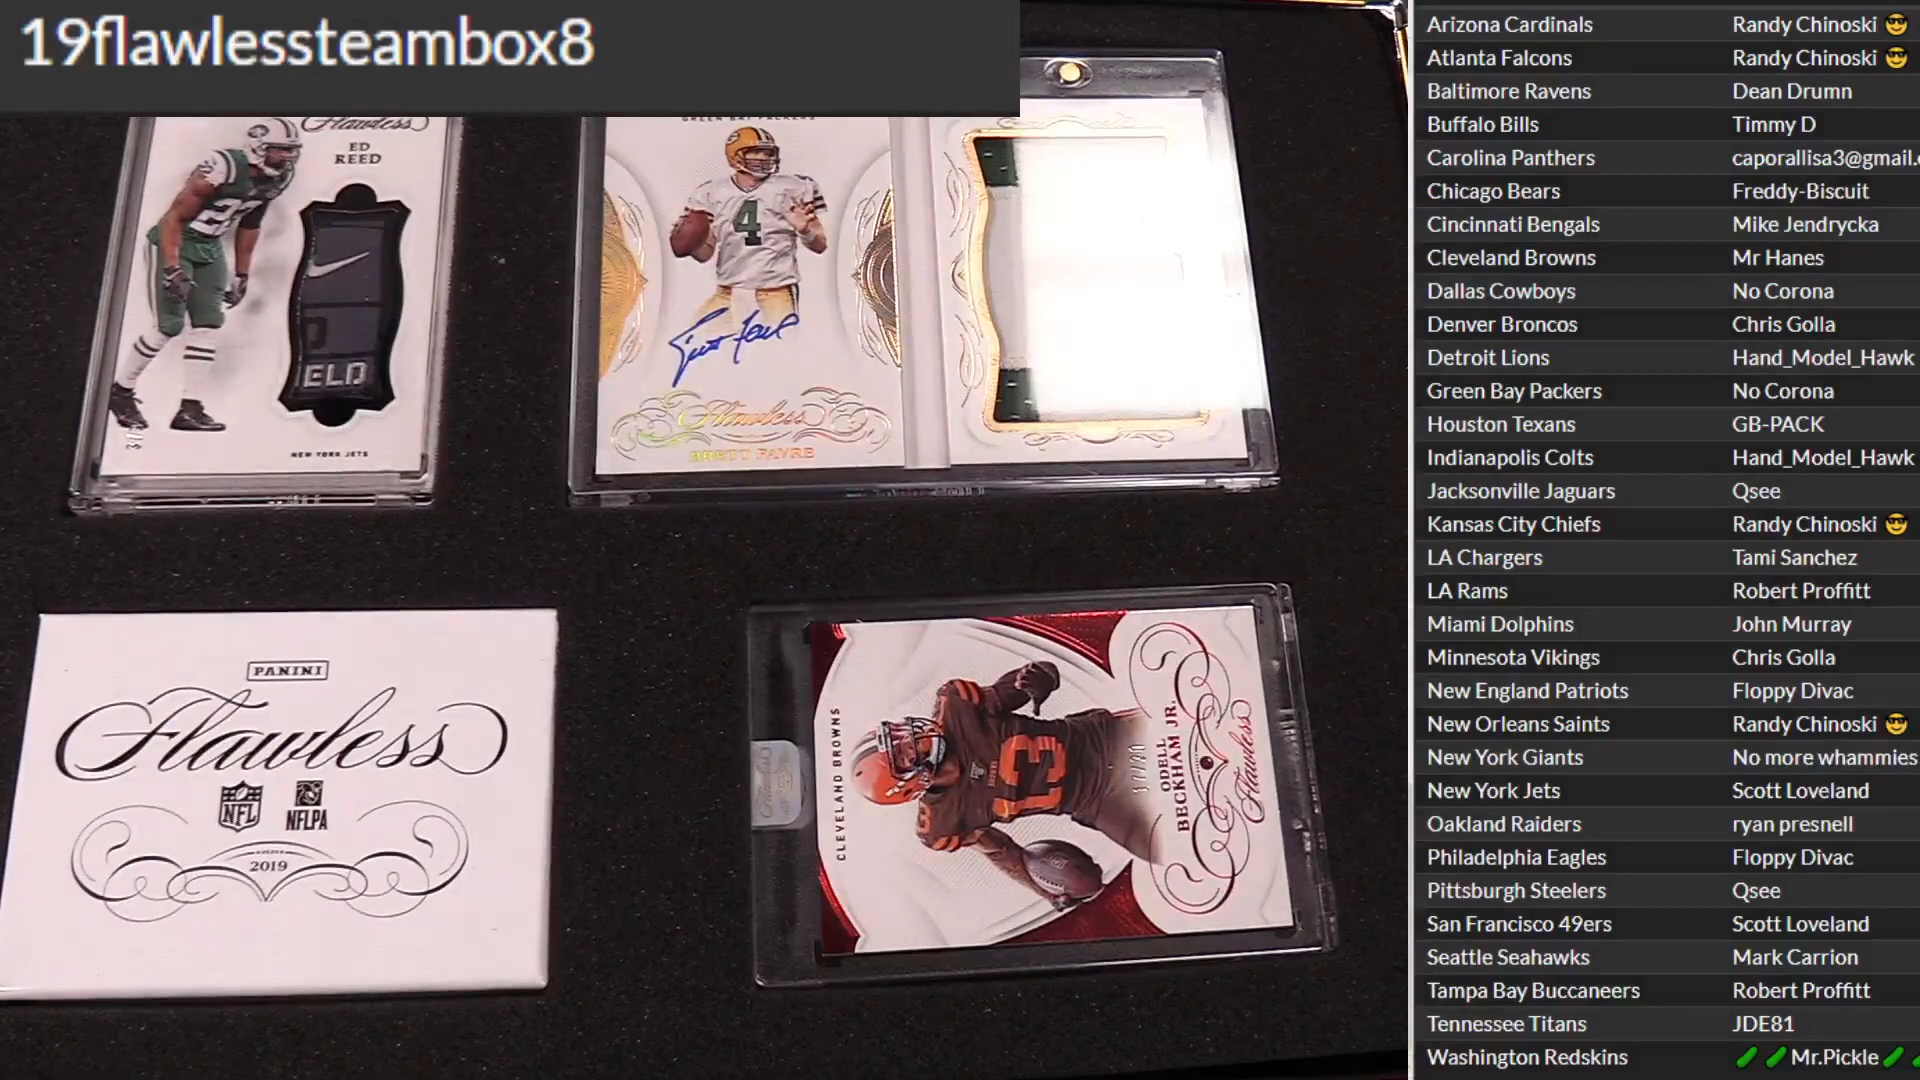 19flawlessteambox8
Flawless
ED
REED
ELD
NEW YORK JETS
GREEN BAY PACKERS
4
Flawless
BRETT FAVRE
PANINI
Flawless
NFL
NFLPA
2019
CLEVELAND BROWNS
13
ODELL
BECKHAM JR.
Flawless
Arizona Cardinals Randy Chinoski 😎
Atlanta Falcons Randy Chinoski 😎
Baltimore Ravens Dean Drumn
Buffalo Bills Timmy D
Carolina Panthers caporallisa3@gmail.
Chicago Bears Freddy-Biscuit
Cincinnati Bengals Mike Jendrycka
Cleveland Browns Mr Hanes
Dallas Cowboys No Corona
Denver Broncos Chris Golla
Detroit Lions Hand_Model_Hawk
Green Bay Packers No Corona
Houston Texans GB-PACK
Indianapolis Colts Hand_Model_Hawk
Jacksonville Jaguars Qsee
Kansas City Chiefs Randy Chinoski 😎
LA Chargers Tami Sanchez
LA Rams Robert Proffitt
Miami Dolphins John Murray
Minnesota Vikings Chris Golla
New England Patriots Floppy Divac
New Orleans Saints Randy Chinoski 😎
New York Giants No more whammies
New York Jets Scott Loveland
Oakland Raiders ryan presnell
Philadelphia Eagles Floppy Divac
Pittsburgh Steelers Qsee
San Francisco 49ers Scott Loveland
Seattle Seahawks Mark Carrion
Tampa Bay Buccaneers Robert Proffitt
Tennessee Titans JDE81
Washington Redskins 🥒🥒Mr.Pickle🥒